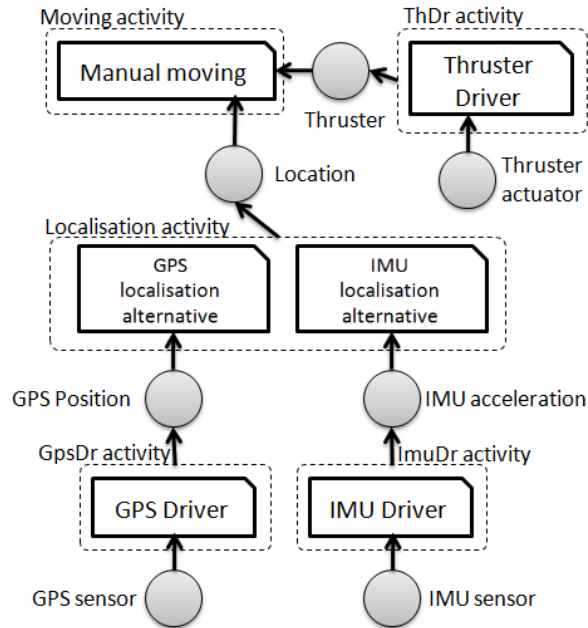 Moving activity
ThDr activity
Manual moving
Thruster
Driver
Thruster
Location
Thruster
actuator
Localisation activity
GPS
localisation
alternative
IMU
localisation
alternative
GPS Position
IMU acceleration
GpsDr activity
ImuDr activity
GPS Driver
IMU Driver
GPS sensor
IMU sensor